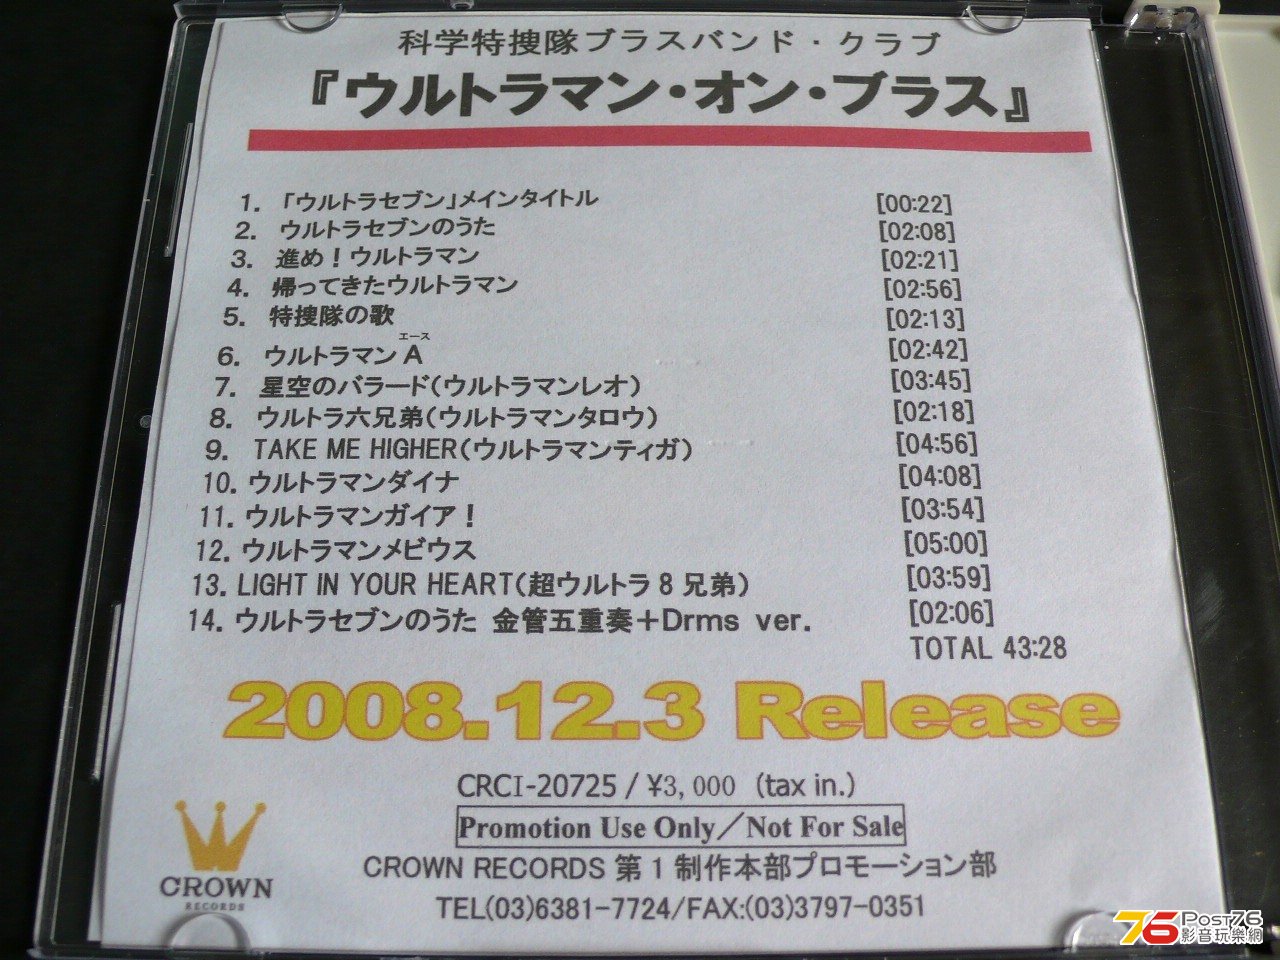 科学特捜隊ブラスバンド・クラブ
『ウルトラマン・オン・ブラス』
1. 「ウルトラセブン」メインタイトル [00:22]
2. ウルトラセブンのうた [02:08]
3. 進め!ウルトラマン [02:21]
4. 帰ってきたウルトラマン [02:56]
5. 特捜隊の歌 [02:13]
エース
6. ウルトラマンA [02:42]
7. 星空のバラード(ウルトラマンレオ) [03:45]
8. ウルトラ六兄弟(ウルトラマンタロウ) [02:18]
9. TAKE ME HIGHER(ウルトラマンティガ) [04:56]
10. ウルトラマンダイナ [04:08]
11. ウルトラマンガイア! [03:54]
12. ウルトラマンメビウス [05:00]
13. LIGHT IN YOUR HEART(超ウルトラ8兄弟) [03:59]
14. ウルトラセブンのうた 金管五重奏+Drms ver. [02:06]
TOTAL 43:28
2008.12.3 Release
CRCI-20725 / ¥3,000 (tax in.)
Promotion Use Only/Not For Sale
CROWN RECORDS 第1制作本部プロモーション部
TEL(03)6381-7724/FAX:(03)3797-0351
CROWN
RECORDS
76 Post76
影音玩樂網